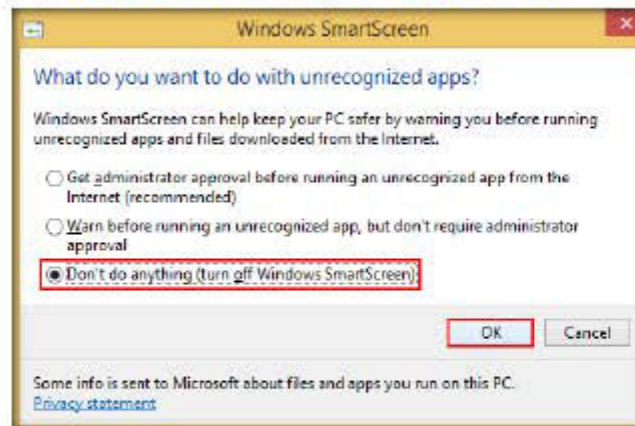 Windows SmartScreen
What do you want to do with unrecognized apps?
Windows SmartScreen can help keep your PC safer by warning you before running
unrecognized apps and files downloaded from the Internet.
Get administrator approval before running an unrecognized app from the
Internet (recommended)
Warn before running an unrecognized app, but don't require administrator
approval
Don't do anything (turn off Windows SmartScreen)
OK
Cancel
Some info is sent to Microsoft about files and apps you run on this PC.
Privacy statement